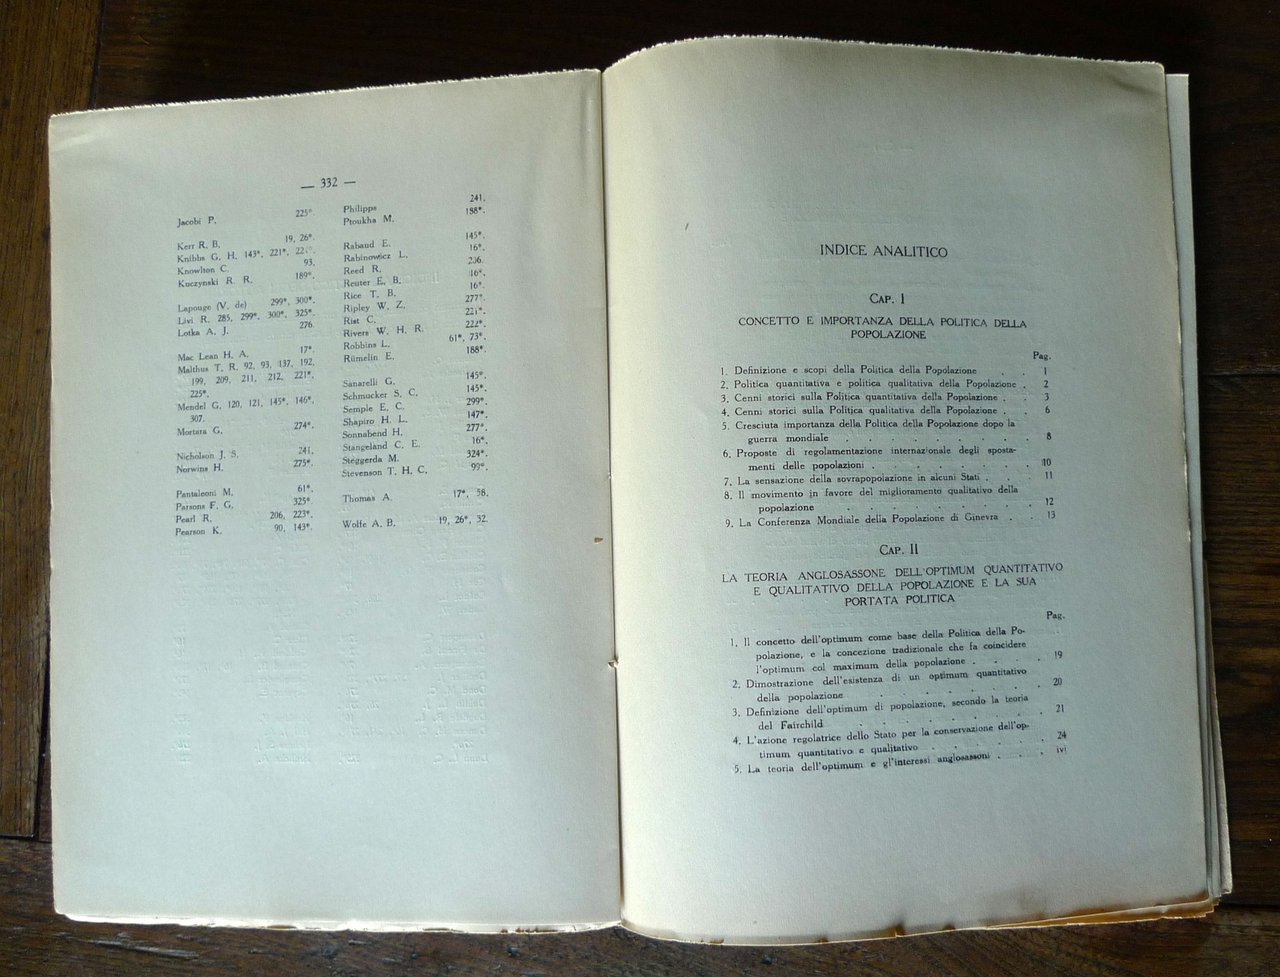 — 332 —
Jacobi P. 225*.
Kerr R. B. 19, 26*.
Knibbs G. H. 143*, 221*, 224*.
Knowlton C. 93.
Kuczynski R. R. 189*.
Lapouge (V. de) 299*, 300*.
Livi R. 285, 299*, 300*, 325*.
Lotka A. J. 276.
Mac Lean H. A. 17*.
Malthus T. R. 92, 93, 137, 192,
199, 209, 211, 212, 221*,
225*.
Mendel G. 120, 121, 145*, 146*,
307.
Mortara G. 274*.
Nicholson J. S. 241.
Norwins H. 275*.
Pantaleoni M. 61*.
Parsons F. G. 325*
Pearl R. 206, 223*.
Pearson K. 90, 143*.
Philipps 241.
Ptoukha M. 188*.
Rabaud E. 145*.
Rabinowicz L. 16*.
Reed R. 206.
Reuter E. B. 16*.
Rice T. B. 16*.
Ripley W. Z. 277*.
Rist C. 221*.
Rivers W. H. R. 222*.
Robbins L. 61*, 73*.
Rümelin E. 188*.
Sanarelli G. 145*.
Schmucker S. C. 145*.
Semple E. C. 299*.
Shapiro H. L. 147*.
Sonnabend H. 277*.
Stangeland C. E. 16*.
Steggerda M. 324*.
Stevenson T. H. C. 99*.
Thomas A. 17*, 58.
Wolfe A. B. 19, 26*, 32.
INDICE ANALITICO
CAP. I
CONCETTO E IMPORTANZA DELLA POLITICA DELLA
POPOLAZIONE
Pag.
1. Definizione e scopi della Politica della Popolazione . . 1
2. Politica quantitativa e politica qualitativa della Popolazione . 2
3. Cenni storici sulla Politica quantitativa della Popolazione . . 3
4. Cenni storici sulla Politica qualitativa della Popolazione . . 6
5. Cresciuta importanza della Politica della Popolazione dopo la
guerra mondiale . . . . . . . . . . 8
6. Proposte di regolamentazione internazionale degli sposta-
menti delle popolazioni . . . . . . . . 10
7. La sensazione della sovrapopolazione in alcuni Stati . . . 11
8. Il movimento in favore del miglioramento qualitativo della
popolazione . . . . . . . . . . 12
9. La Conferenza Mondiale della Popolazione di Ginevra . . 13
CAP. II
LA TEORIA ANGLOSASSONE DELL'OPTIMUM QUANTITATIVO
E QUALITATIVO DELLA POPOLAZIONE E LA SUA
PORTATA POLITICA
Pag.
1. Il concetto dell'optimum come base della Politica della Po-
polazione, e la concezione tradizionale che fa coincidere
l'optimum col maximum della popolazione . . . . 19
2. Dimostrazione dell'esistenza di un optimum quantitativo
della popolazione . . . . . . . . . 20
3. Definizione dell'optimum di popolazione, secondo la teoria
del Fairchild . . . . . . . . . . 21
4. L'azione regolatrice dello Stato per la conservazione dell'op-
timum quantitativo e qualitativo . . . . . . 24
5. La teoria dell'optimum e gl'interessi anglosassoni . . . ivi